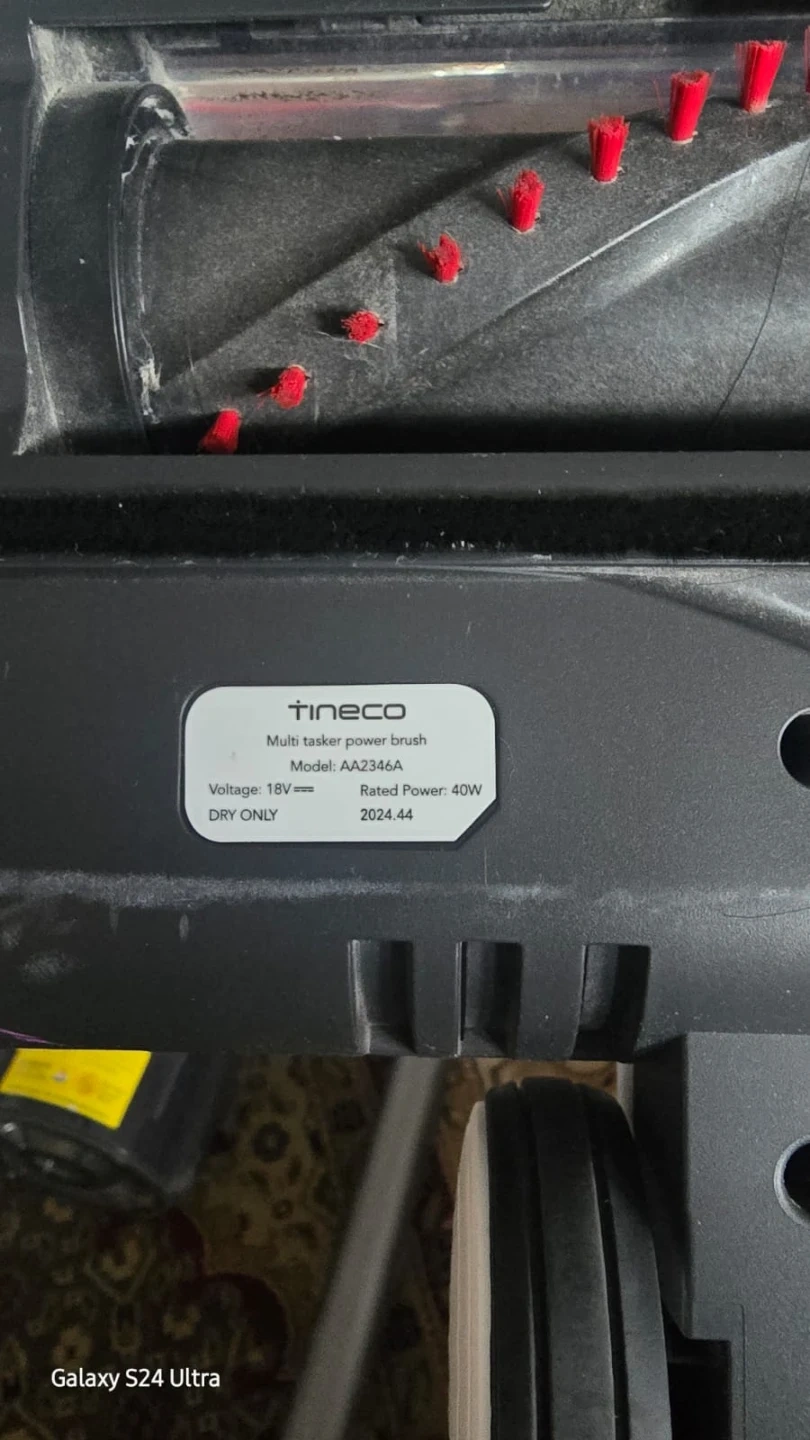 tineco
Multi tasker power brush
Model: AA2346A
Voltage: 18V⎓ Rated Power: 40W
DRY ONLY 2024.44
Galaxy S24 Ultra